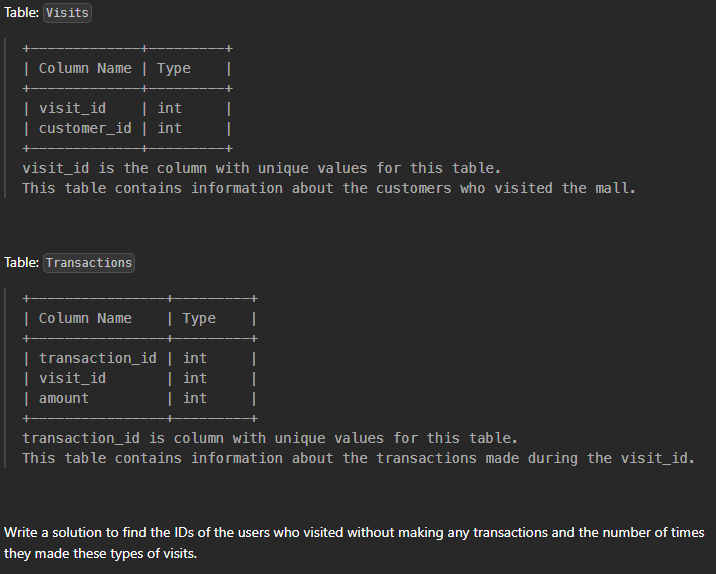 Table: Visits
+-------------+---------+
| Column Name | Type    |
+-------------+---------+
| visit_id    | int     |
| customer_id | int     |
+-------------+---------+
visit_id is the column with unique values for this table.
This table contains information about the customers who visited the mall.
Table: Transactions
+----------------+---------+
| Column Name    | Type    |
+----------------+---------+
| transaction_id | int     |
| visit_id       | int     |
| amount         | int     |
+----------------+---------+
transaction_id is column with unique values for this table.
This table contains information about the transactions made during the visit_id.
Write a solution to find the IDs of the users who visited without making any transactions and the number of times
they made these types of visits.